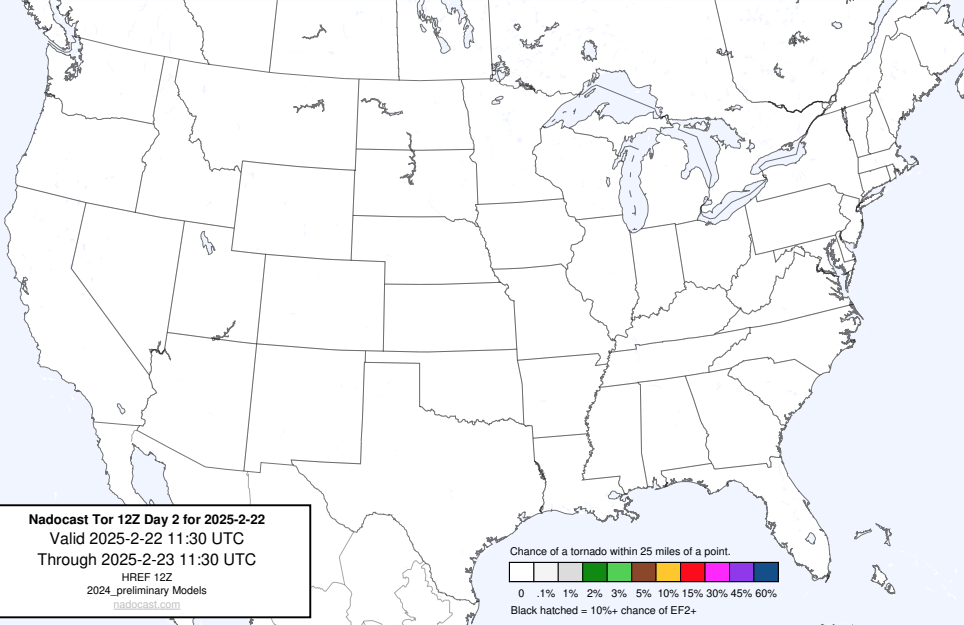 Nadocast Tor 12Z Day 2 for 2025-2-22
Valid 2025-2-22 11:30 UTC
Through 2025-2-23 11:30 UTC
HREF 12Z
2024_preliminary Models
nadocast.com
Chance of a tornado within 25 miles of a point.
0 .1% 1% 2% 3% 5% 10% 15% 30% 45% 60%
Black hatched = 10%+ chance of EF2+